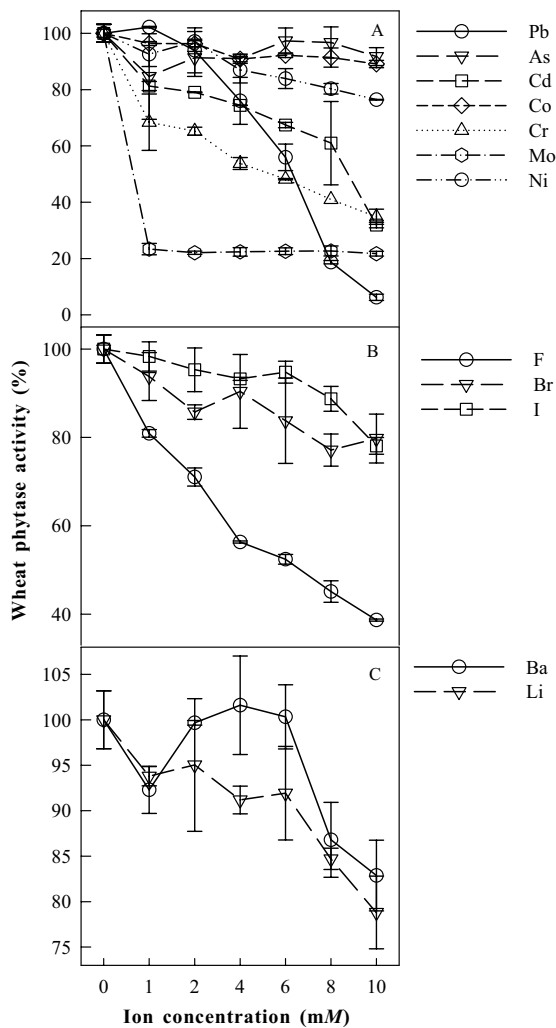 A
100
80
60
40
20
0
Pb
As
Cd
Co
Cr
Mo
Ni
B
100
80
60
40
F
Br
I
Wheat phytase activity (%)
C
105
100
95
90
85
80
75
Ba
Li
0 1 2 4 6 8 10
Ion concentration (mM)